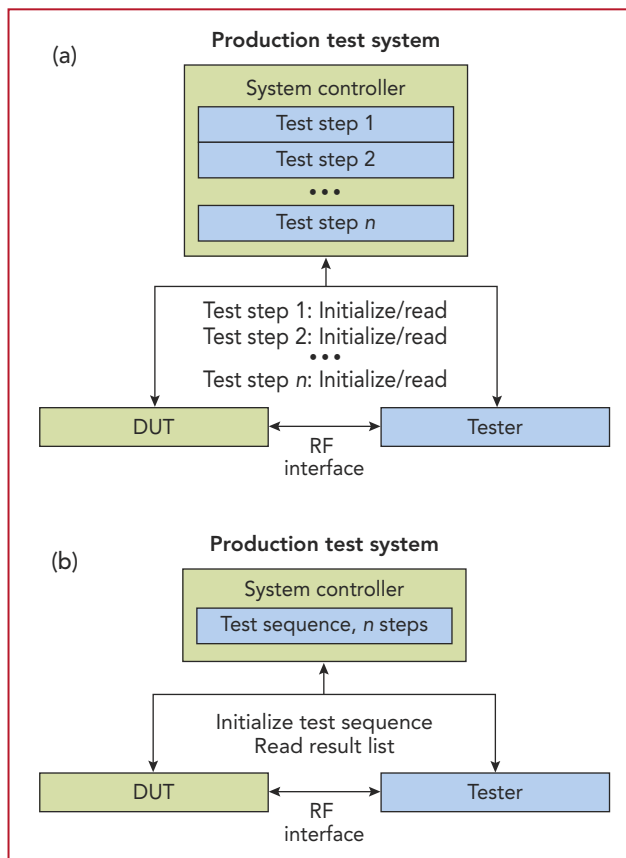 (a)
Production test system
System controller
Test step 1
Test step 2
•••
Test step n
Test step 1: Initialize/read
Test step 2: Initialize/read
•••
Test step n: Initialize/read
DUT
Tester
RF
interface
(b)
Production test system
System controller
Test sequence, n steps
Initialize test sequence
Read result list
DUT
Tester
RF
interface